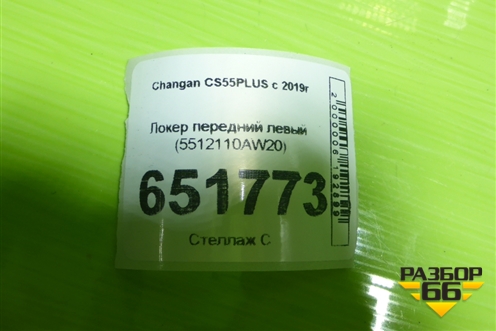 Changan CS55PLUS с 2019г
Локер передний левый
(5512110AW20)
651773
Стеллаж С
РАЗБОР
66